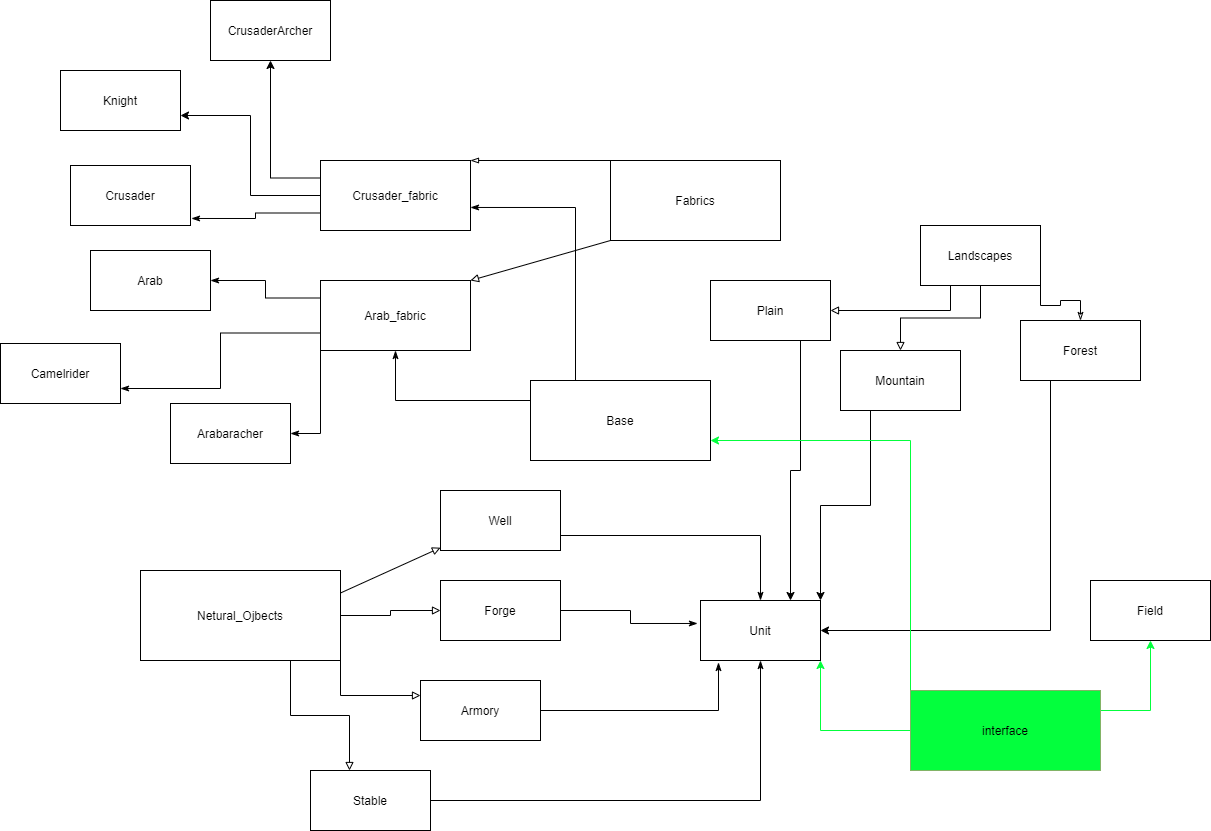 CrusaderArcher
Knight
Crusader
Crusader_fabric
Fabrics
Arab
Arab_fabric
Landscapes
Plain
Mountain
Forest
Camelrider
Arabaracher
Base
Well
Netural_Ojbects
Forge
Unit
Field
Armory
interface
Stable